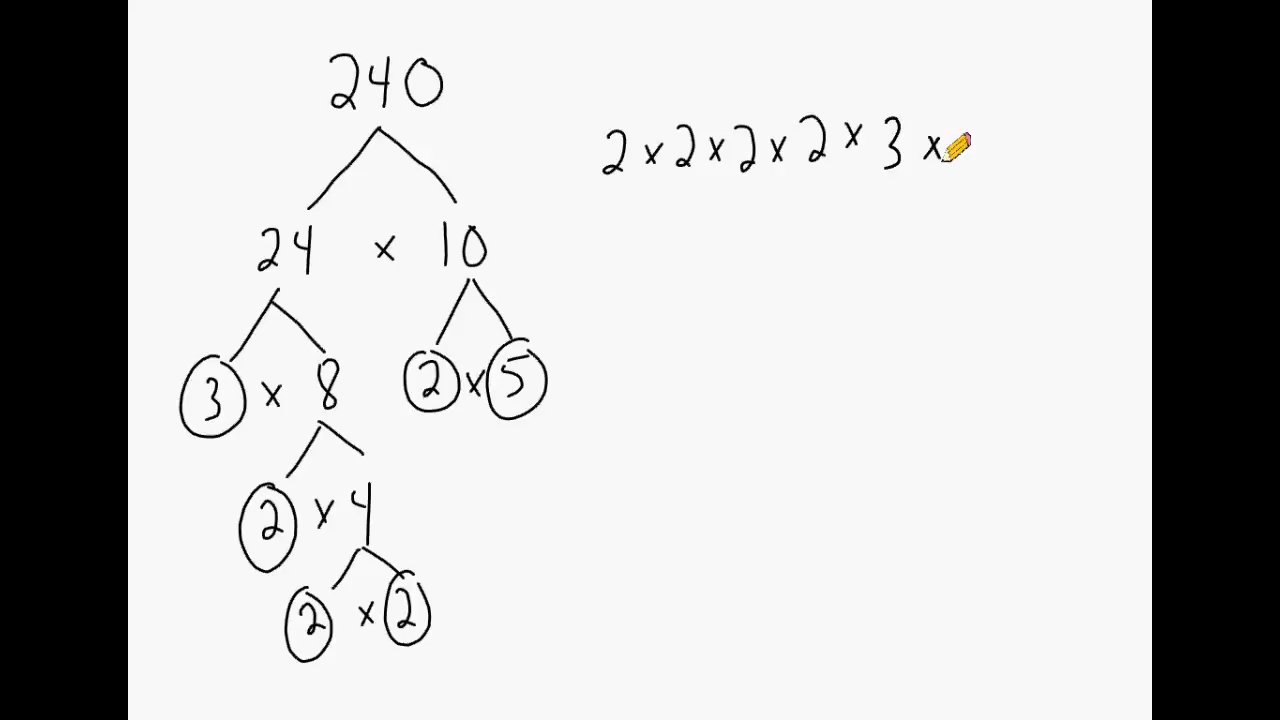 240
2 x 2 x 2 x 2 x 3 x
24 x 10
3 x 8 2 x 5
2 x 4
2 x 2